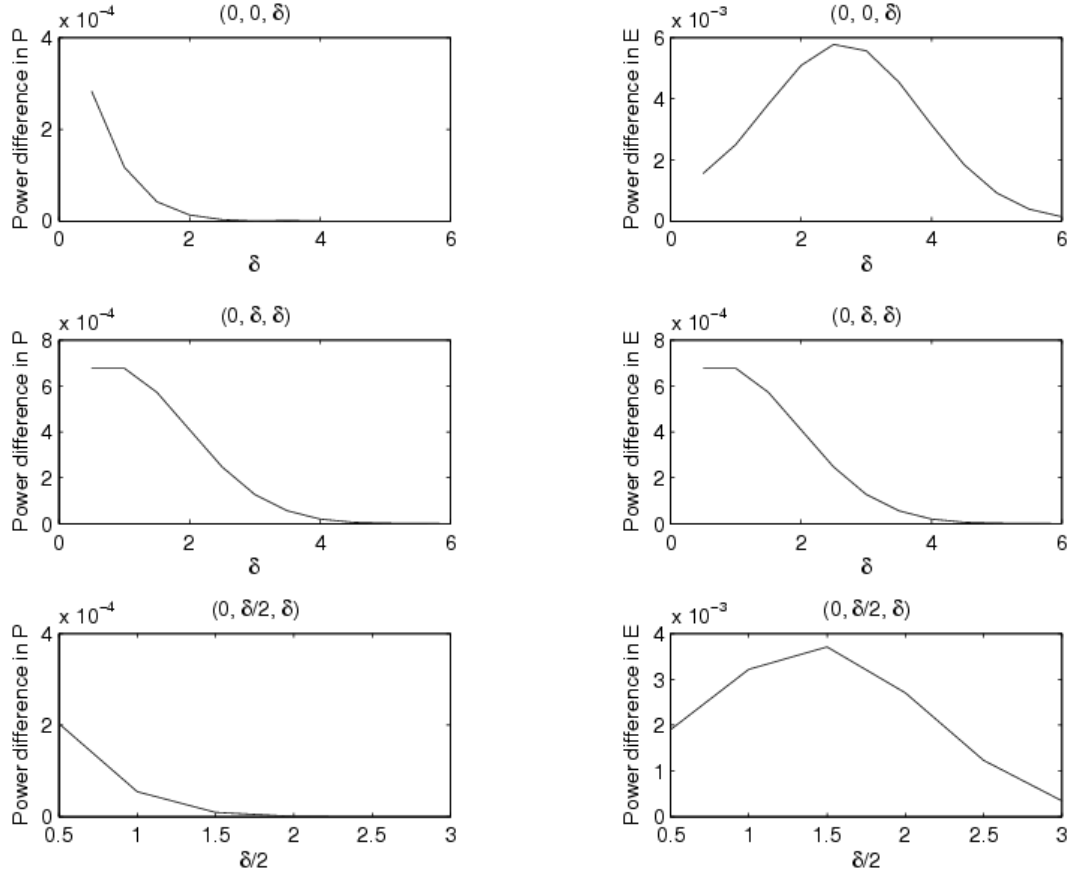 x 10⁻⁴
(0, 0, δ)
Power difference in P
4
2
0
0 2 4 6
δ
x 10⁻³
(0, 0, δ)
Power difference in E
6
4
2
0
0 2 4 6
δ
x 10⁻⁴
(0, δ, δ)
Power difference in P
8
6
4
2
0
0 2 4 6
δ
x 10⁻⁴
(0, δ, δ)
Power difference in E
8
6
4
2
0
0 2 4 6
δ
x 10⁻⁴
(0, δ/2, δ)
Power difference in P
4
2
0
0.5 1 1.5 2 2.5 3
δ/2
x 10⁻³
(0, δ/2, δ)
Power difference in E
4
3
2
1
0
0.5 1 1.5 2 2.5 3
δ/2